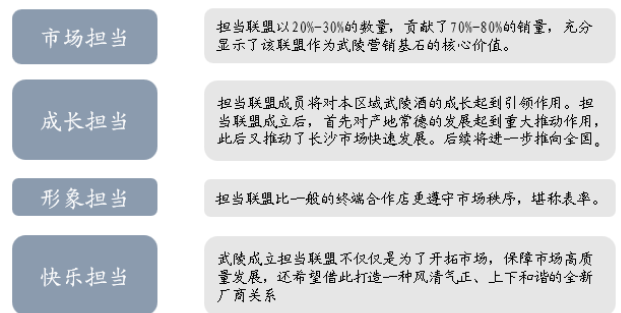 市场担当
担当联盟以20%-30%的数量，贡献了70%-80%的销量，充分
显示了该联盟作为武陵营销基石的核心价值。
成长担当
担当联盟成员将对本区域武陵酒的成长起到引领作用。担
当联盟成立后，首先对产地常德的发展起到重大推动作用，
此后又推动了长沙市场快速发展。后续将进一步推向全国。
形象担当
担当联盟比一般的终端合作店更遵守市场秩序，堪称表率。
快乐担当
武陵成立担当联盟不仅仅是为了开拓市场，保障市场高质
量发展，还希望借此打造一种风清气正、上下和谐的全新
厂商关系